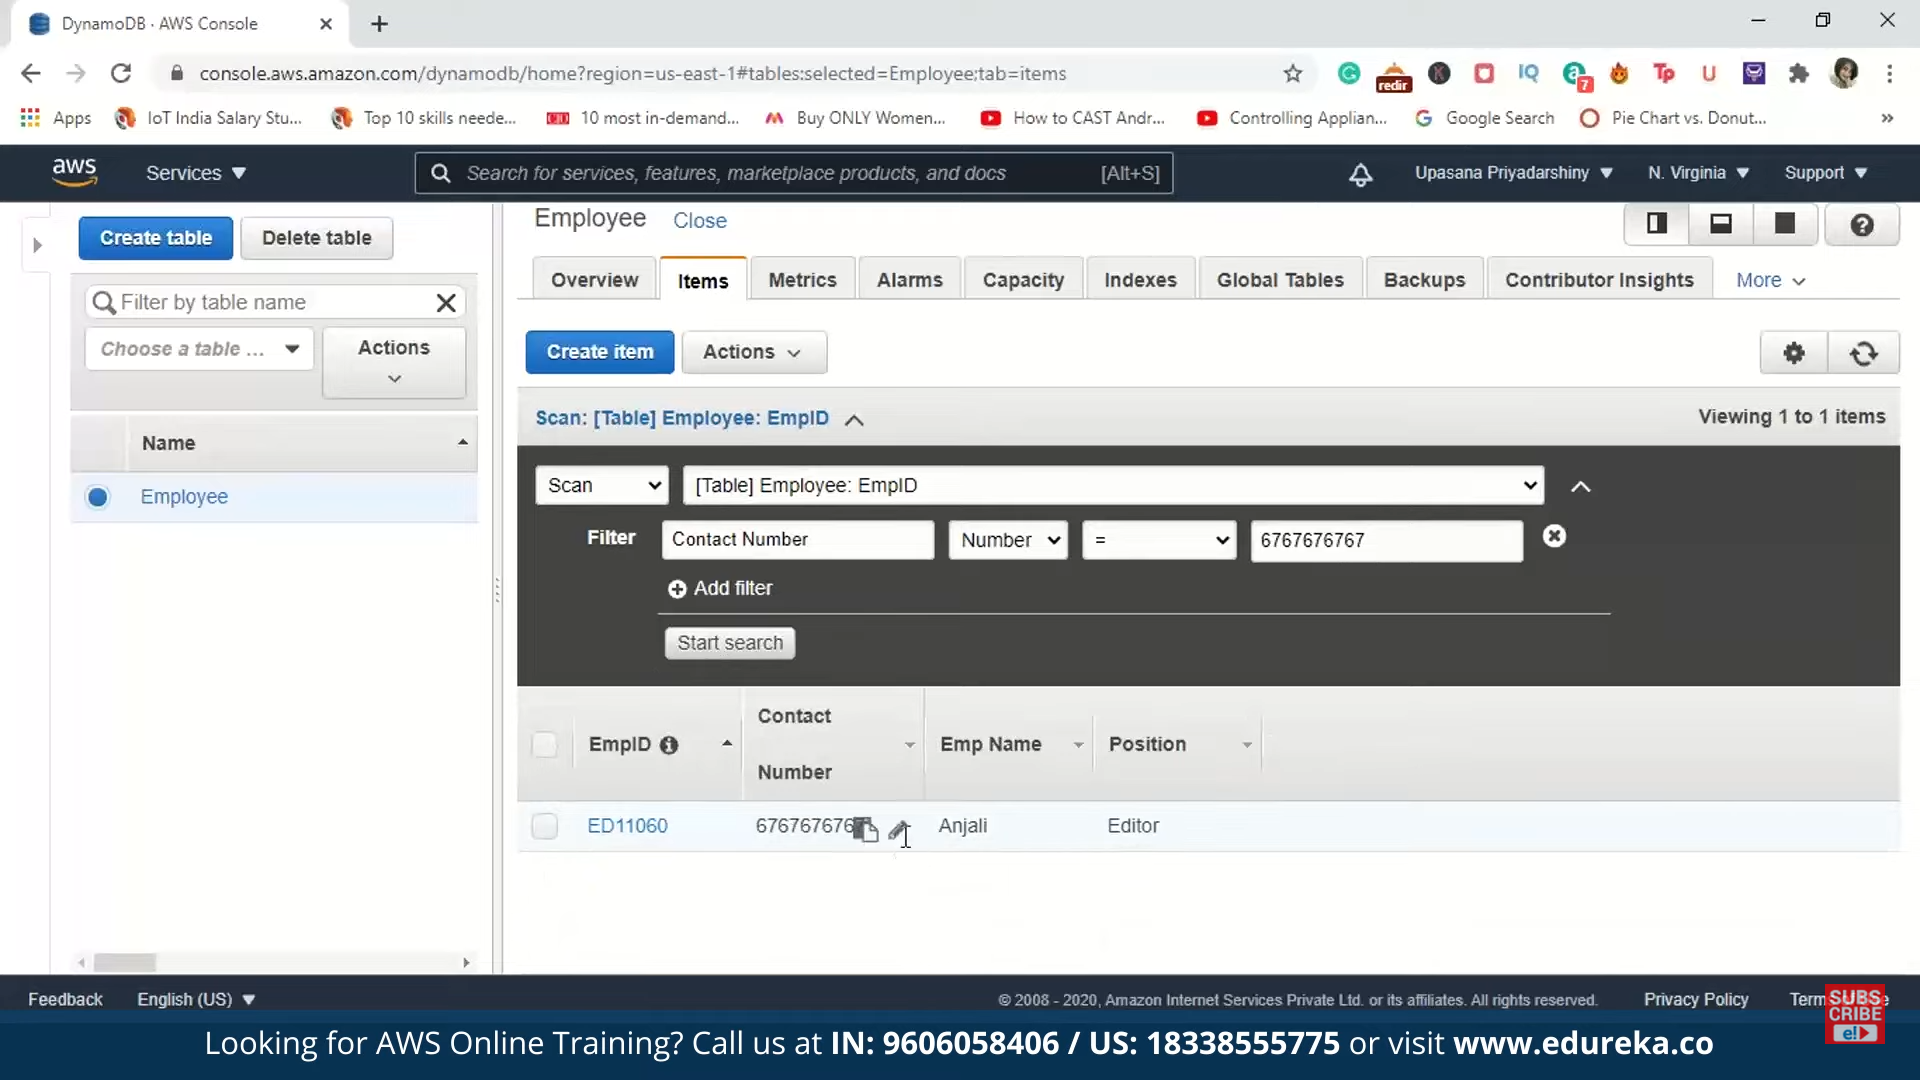 DynamoDB · AWS Console
console.aws.amazon.com/dynamodb/home?region=us-east-1#tables:selected=Employee;tab=items
redir
K
IQ
a
7
Tp
U
Apps
IoT India Salary Stu...
Top 10 skills neede...
10 most in-demand...
Buy ONLY Women...
How to CAST Andr...
Controlling Applian...
Google Search
Pie Chart vs. Donut...
»
aws
Services
Search for services, features, marketplace products, and docs
[Alt+S]
Upasana Priyadarshiny
N. Virginia
Support
Create table
Delete table
Filter by table name
Choose a table ...
Actions
Name
Employee
Employee
Close
Overview
Items
Metrics
Alarms
Capacity
Indexes
Global Tables
Backups
Contributor Insights
More
Create item
Actions
Scan: [Table] Employee: EmpID
Viewing 1 to 1 items
Scan
[Table] Employee: EmpID
Filter
Contact Number
Number
=
6767676767
Add filter
Start search
EmpID
Contact
Number
Emp Name
Position
ED11060
6767676767
Anjali
Editor
Feedback
English (US)
© 2008 - 2020, Amazon Internet Services Private Ltd. or its affiliates. All rights reserved.
Privacy Policy
SUBS
CRIBE
e!
Looking for AWS Online Training? Call us at IN: 9606058406 / US: 18338555775 or visit www.edureka.co